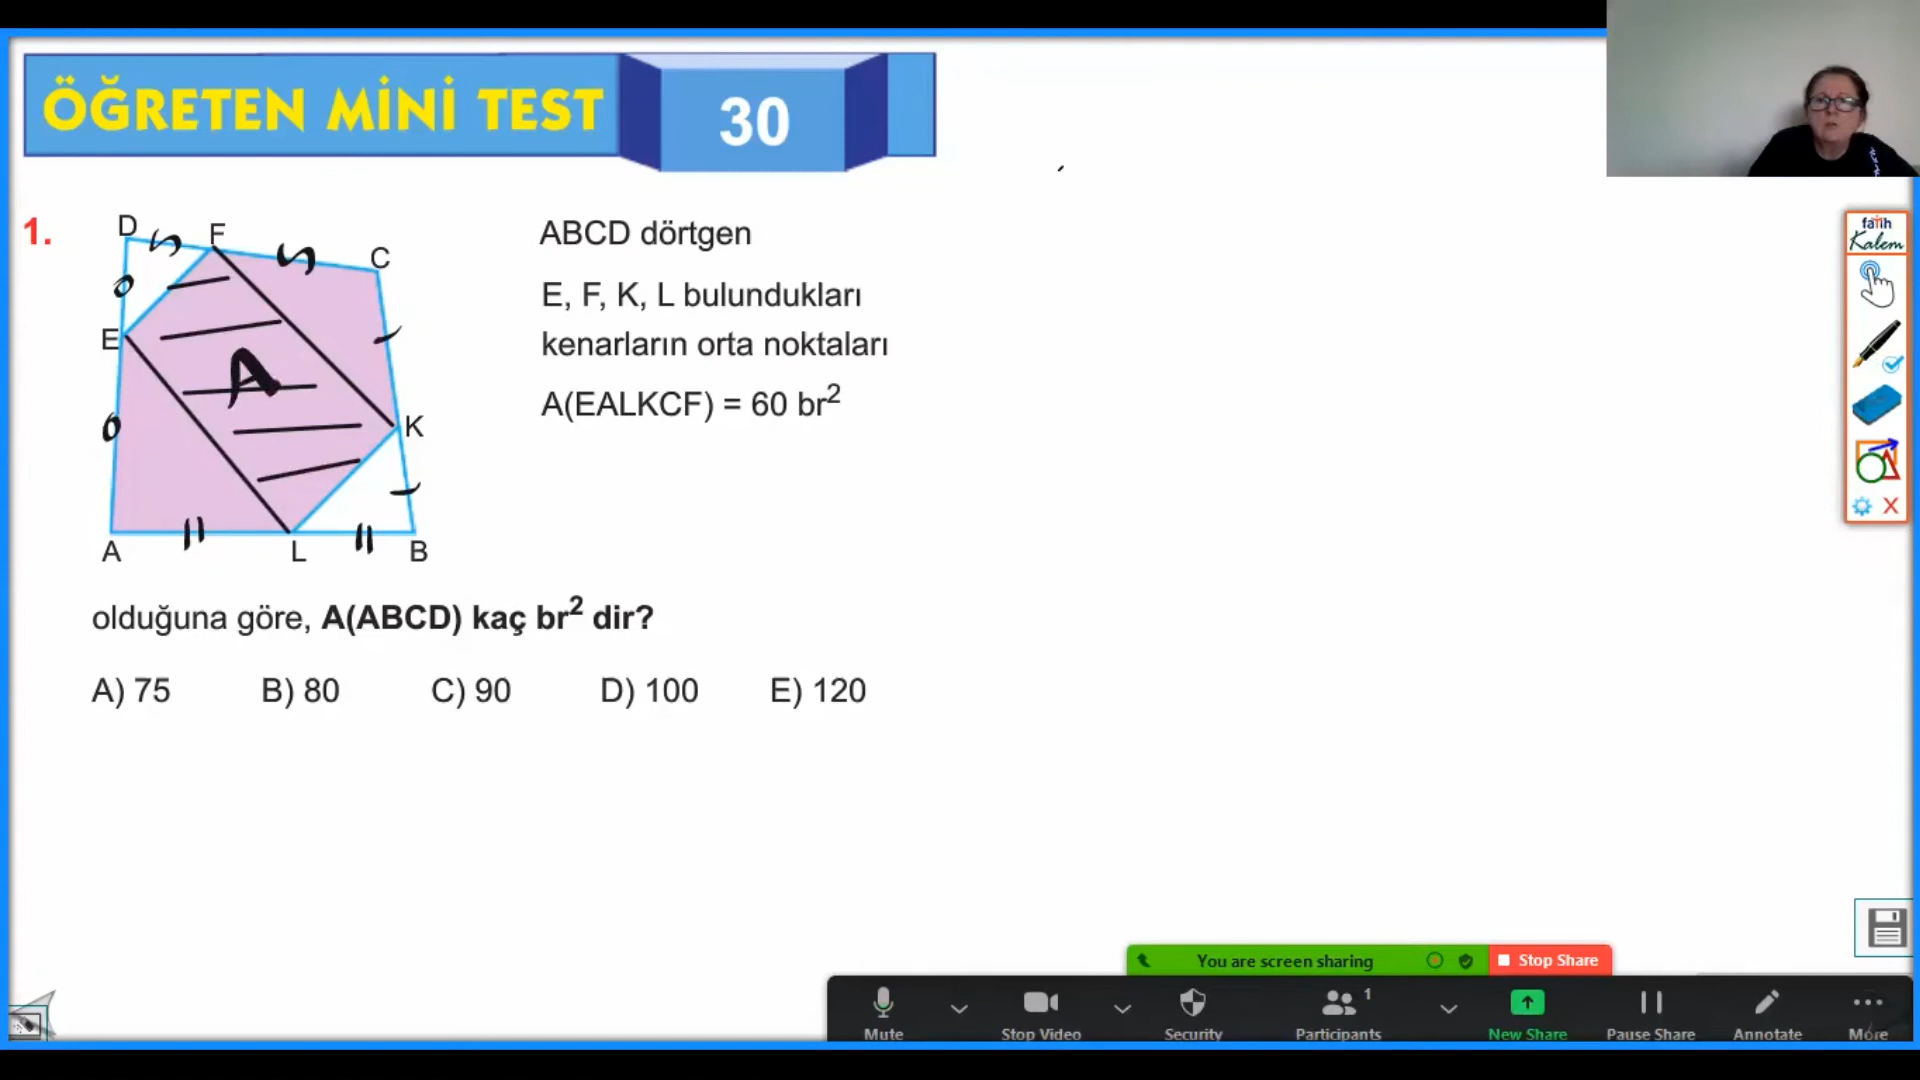 ÖĞRETEN MİNİ TEST 30
1.
ABCD dörtgen
E, F, K, L bulundukları
kenarların orta noktaları
A(EALKCF) = 60 br²
D
F
C
E
A
K
A
L
B
olduğuna göre, A(ABCD) kaç br² dir?
A) 75 B) 80 C) 90 D) 100 E) 120
fatih
Kalem
X
You are screen sharing
Stop Share
1
Mute Stop Video Security Participants New Share Pause Share Annotate More